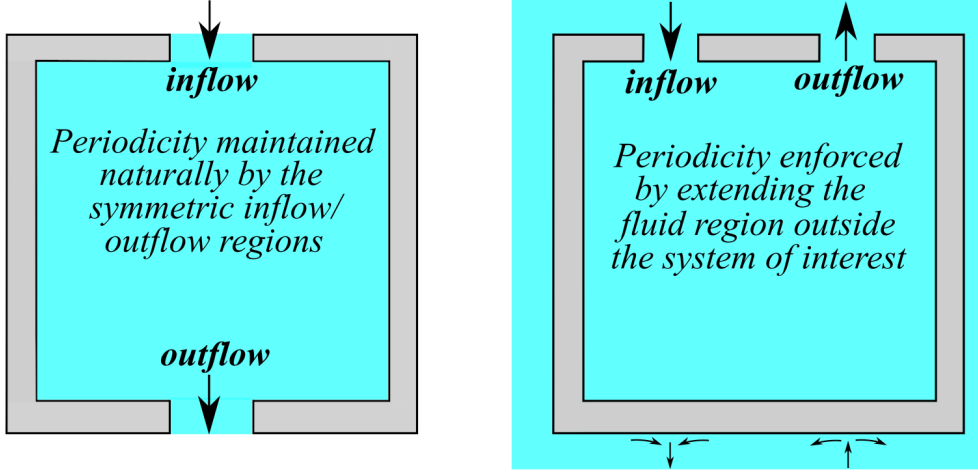 inflow
Periodicity maintained
naturally by the
symmetric inflow/
outflow regions
outflow
inflow
outflow
Periodicity enforced
by extending the
fluid region outside
the system of interest